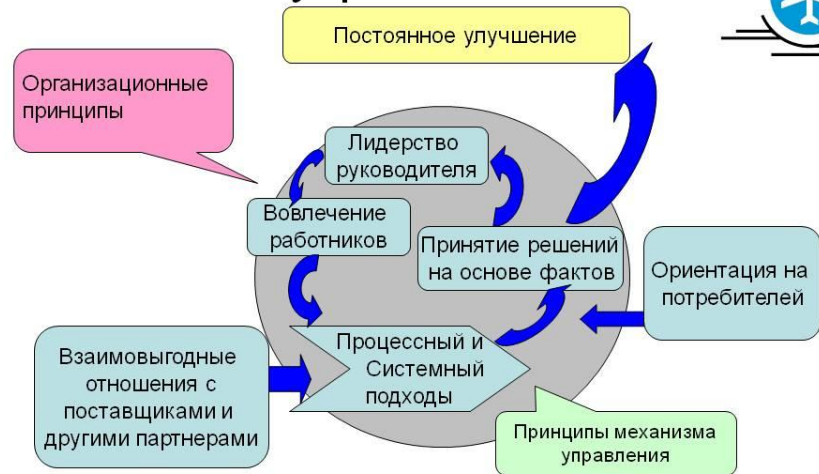 Постоянное улучшение
Организационные
принципы
Лидерство
руководителя
Вовлечение
работников
Принятие решений
на основе фактов
Ориентация на
потребителей
Процессный и
Системный
подходы
Взаимовыгодные
отношения с
поставщиками и
другими партнерами
Принципы механизма
управления